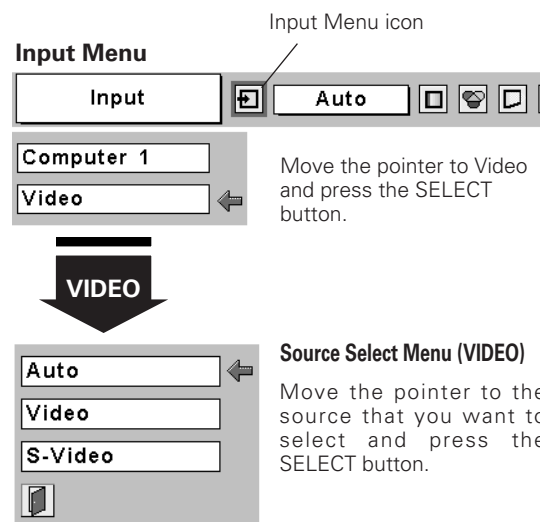 Input Menu icon
Input Menu
Input
Auto
Computer 1
Video
Move the pointer to Video
and press the SELECT
button.
VIDEO
Auto
Video
S-Video
Source Select Menu (VIDEO)
Move the pointer to the
source that you want to
select and press the
SELECT button.